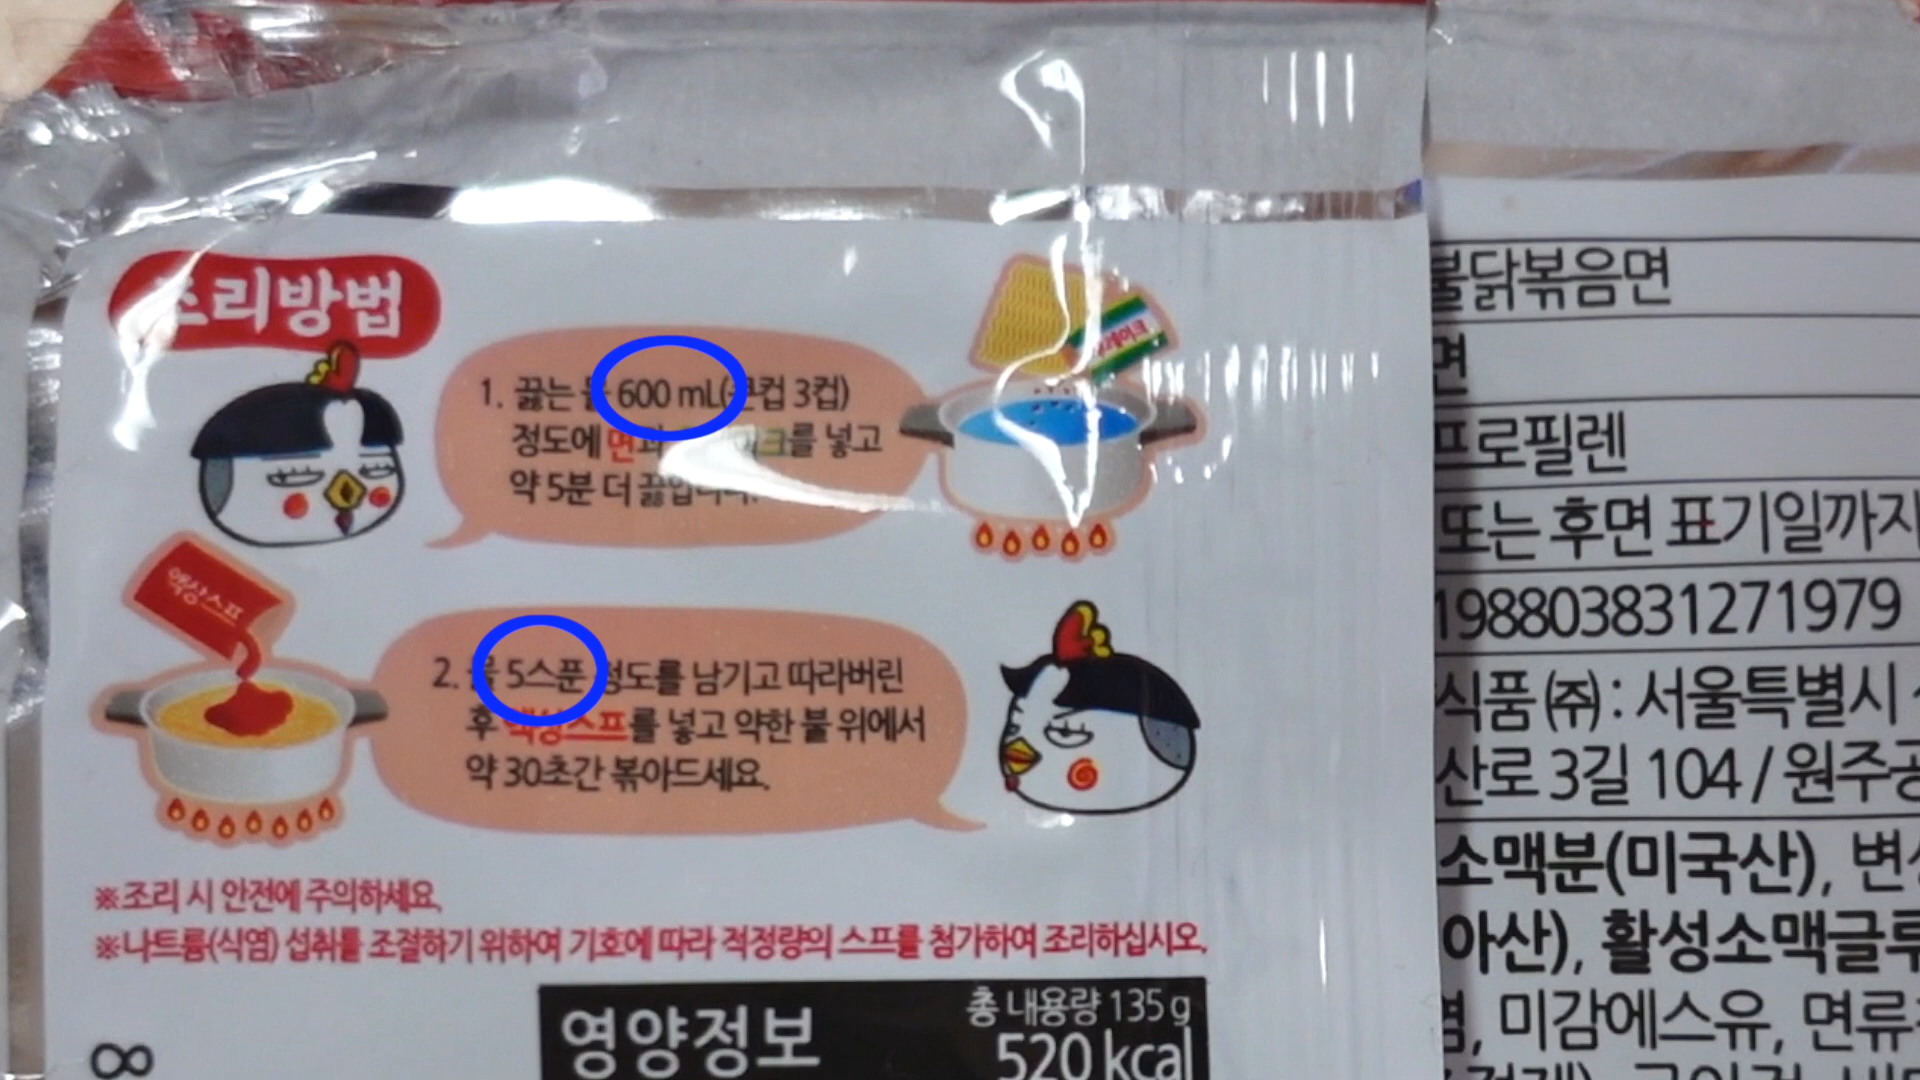 조리방법
1. 끓는 물 600 mL(큰컵 3컵)
정도에 면과 를 넣고
약 5분 더 끓입니다.
액상스프
2. 물 5스푼 정도를 남기고 따라버린
후 액상스프를 넣고 약한 불 위에서
약 30초간 볶아드세요.
※조리 시 안전에 주의하세요.
※나트륨(식염) 섭취를 조절하기 위하여 기호에 따라 적정량의 스프를 첨가하여 조리하십시오.
영양정보
총 내용량 135 g
520 kcal
8
불닭볶음면
면
프로필렌
또는 후면 표기일까지
198803831271979
식품㈜ : 서울특별시
산로 3길 104 / 원주공
소맥분(미국산), 변성
아산), 활성소맥글루
미감에스유, 면류